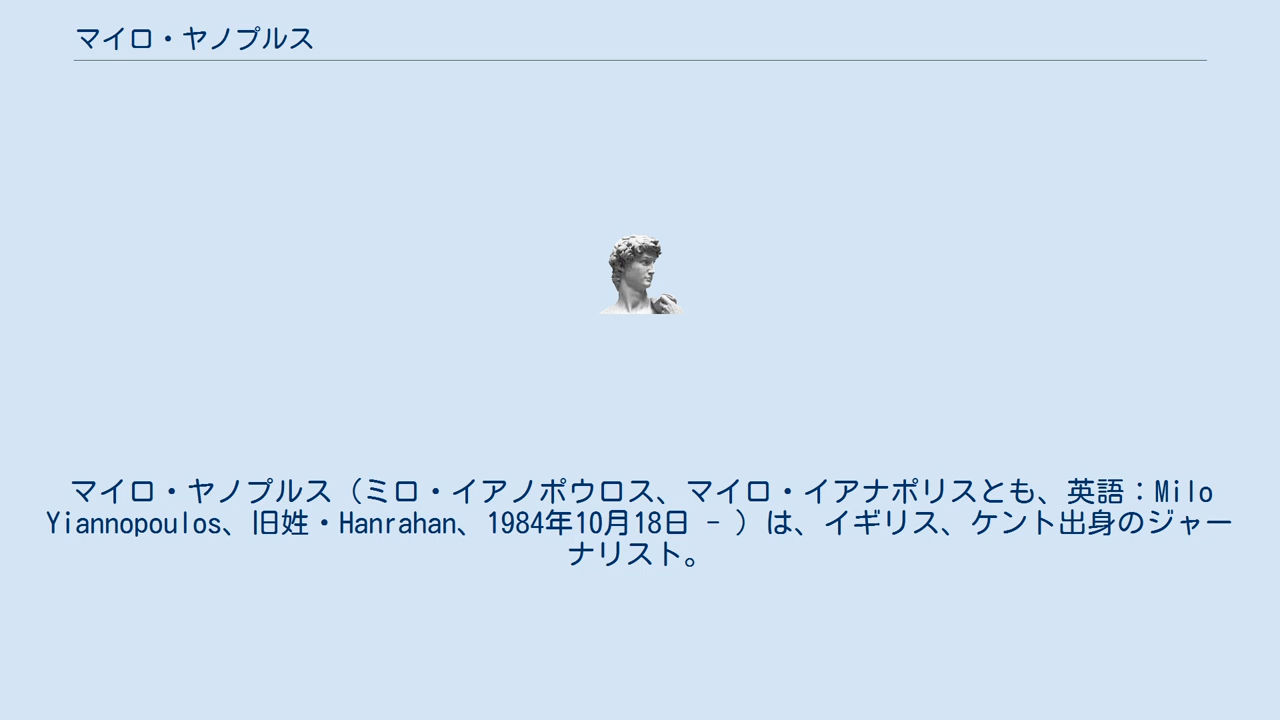 マイロ・ヤノプルス
マイロ・ヤノプルス（ミロ・イアノポウロス、マイロ・イアナポリスとも、英語：Milo
Yiannopoulos、旧姓・Hanrahan、1984年10月18日 - ）は、イギリス、ケント出身のジャー
ナリスト。